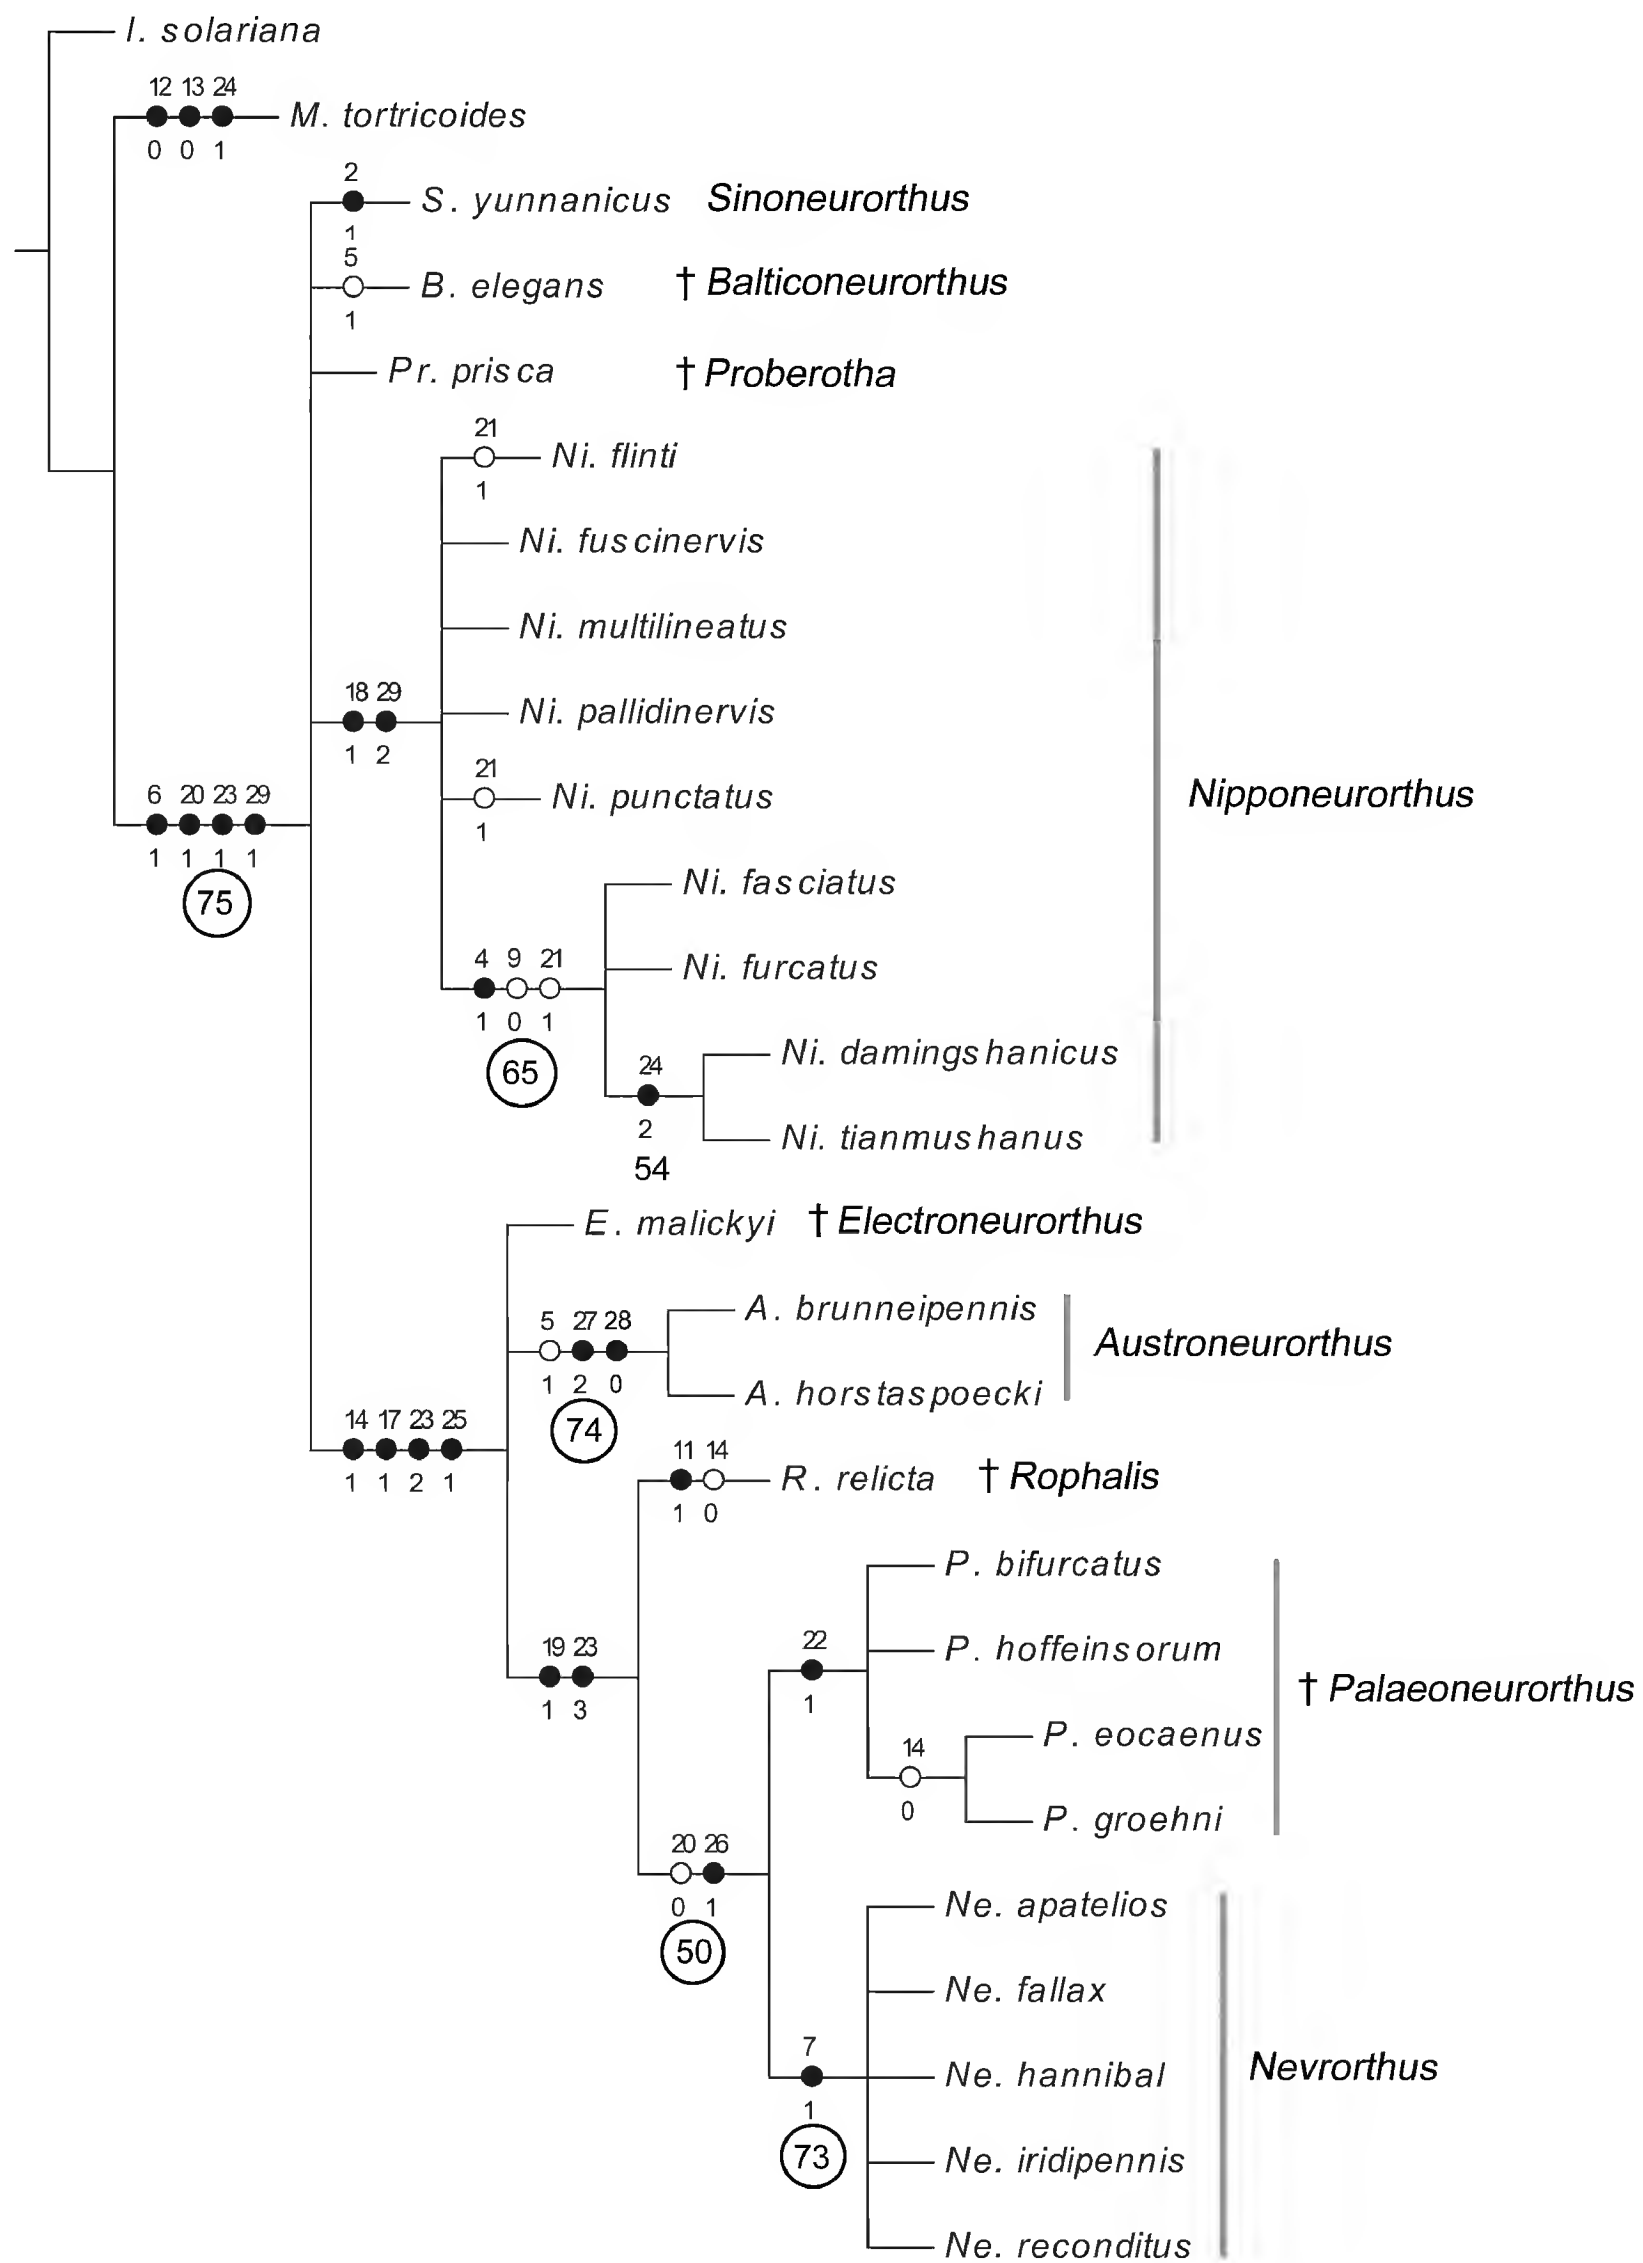 I. solariana
12 13 24
M. tortricoides
0 0 1
2
S. yunnanicus Sinoneurorthus
1
5
B. elegans † Balticoneurorthus
1
Pr. prisca † Proberotha
21
Ni. flinti
1
Ni. fuscinervis
Ni. multilineatus
18 29
Ni. pallidinervis
1 2
21
Ni. punctatus
1
Nipponeurorthus
6 20 23 29
1 1 1 1
75
Ni. fasciatus
4 9 21
Ni. furcatus
1 0 1
65
Ni. damingshanicus
24
2
Ni. tianmushanus
54
E. malickyi † Electroneurorthus
A. brunneipennis
5 27 28
Austroneurorthus
1 2 0
A. horstaspoecki
74
14 17 23 25
1 1 2 1
11 14
R. relicta † Rophalis
1 0
P. bifurcatus
22
P. hoffeinsorum
19 23
1 3
1
† Palaeoneurorthus
P. eocaenus
14
0
P. groehni
20 26
0 1
50
Ne. apatelios
Ne. fallax
7
Ne. hannibal
Nevrorthus
1
73
Ne. iridipennis
Ne. reconditus